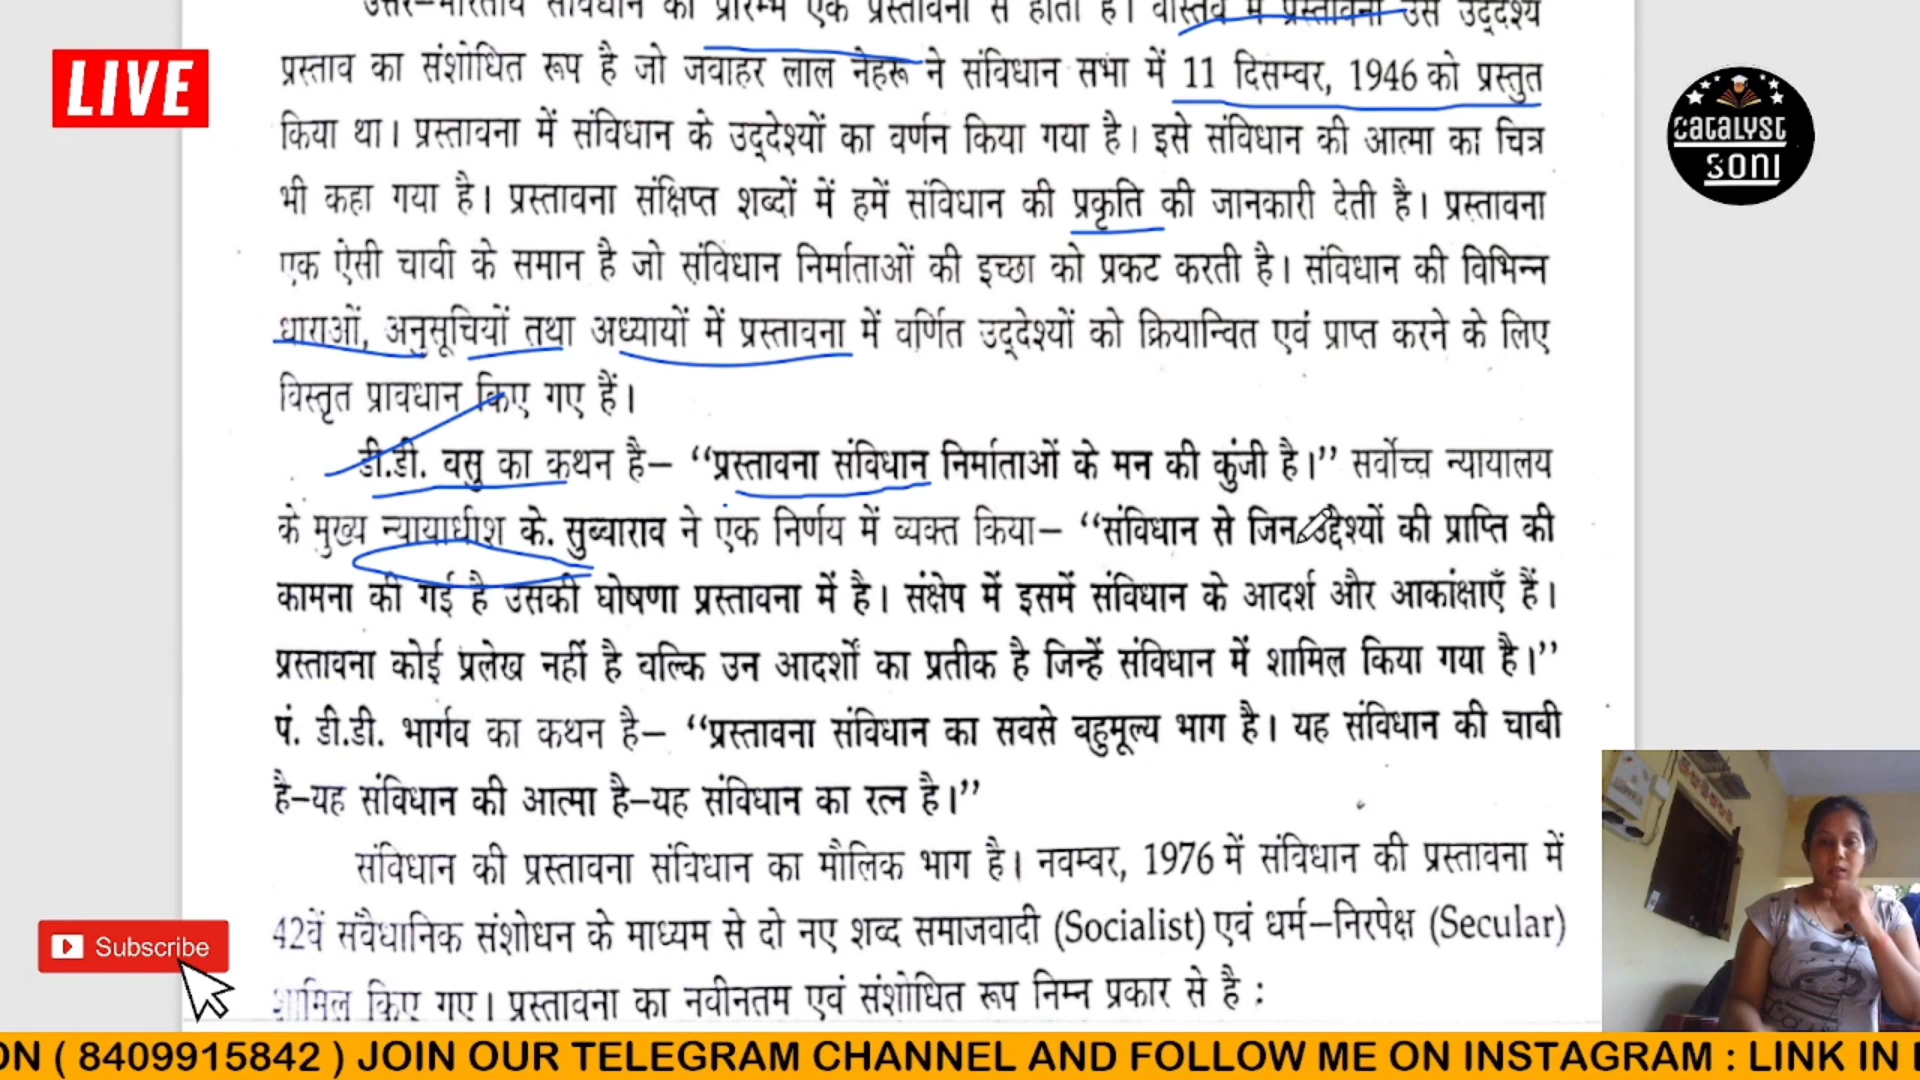 उत्तर–भारतीय संविधान का प्रारम्भ एक प्रस्तावना से होता है। वास्तव में प्रस्तावना उस उद्देश्य
LIVE
प्रस्ताव का संशोधित रूप है जो जवाहर लाल नेहरू ने संविधान सभा में 11 दिसम्वर, 1946 को प्रस्तुत
catalyst
soni
किया था। प्रस्तावना में संविधान के उद्देश्यों का वर्णन किया गया है। इसे संविधान की आत्मा का चित्र
भी कहा गया है। प्रस्तावना संक्षिप्त शब्दों में हमें संविधान की प्रकृति की जानकारी देती है। प्रस्तावना
एक ऐसी चावी के समान है जो संविधान निर्माताओं की इच्छा को प्रकट करती है। संविधान की विभिन्न
धाराओं, अनुसूचियों तथा अध्यायों में प्रस्तावना में वर्णित उद्देश्यों को क्रियान्वित एवं प्राप्त करने के लिए
विस्तृत प्रावधान किए गए हैं।
डी.डी. वसु का कथन है– ‘‘प्रस्तावना संविधान निर्माताओं के मन की कुंजी है।’’ सर्वोच्च न्यायालय
के मुख्य न्यायाधीश के. सुब्वाराव ने एक निर्णय में व्यक्त किया– ‘‘संविधान से जिन उद्देश्यों की प्राप्ति की
कामना की गई है उसकी घोषणा प्रस्तावना में है। संक्षेप में इसमें संविधान के आदर्श और आकांक्षाएँ हैं।
प्रस्तावना कोई प्रलेख नहीं है वल्कि उन आदर्शों का प्रतीक है जिन्हें संविधान में शामिल किया गया है।’’
पं. डी.डी. भार्गव का कथन है– ‘‘प्रस्तावना संविधान का सवसे वहुमूल्य भाग है। यह संविधान की चाबी
है–यह संविधान की आत्मा है–यह संविधान का रत्न है।’’
संविधान की प्रस्तावना संविधान का मौलिक भाग है। नवम्वर, 1976 में संविधान की प्रस्तावना में
42वें संवैधानिक संशोधन के माध्यम से दो नए शब्द समाजवादी (Socialist) एवं धर्म–निरपेक्ष (Secular)
Subscribe
शामिल किए गए। प्रस्तावना का नवीनतम एवं संशोधित रूप निम्न प्रकार से है :
ON ( 8409915842 ) JOIN OUR TELEGRAM CHANNEL AND FOLLOW ME ON INSTAGRAM : LINK IN